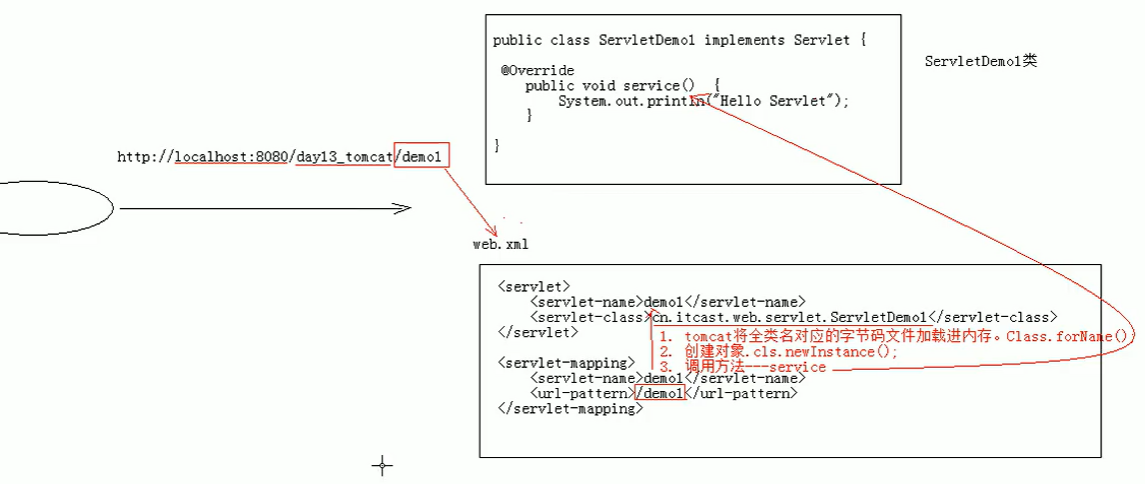 public class ServletDemo1 implements Servlet {
@Override
public void service() {
System.out.println("Hello Servlet");
}
}
ServletDemo1类
http://localhost:8080/day13_tomcat/demo1
web.xml
<servlet>
<servlet-name>demo1</servlet-name>
<servlet-class>cn.itcast.web.servlet.ServletDemo1</servlet-class>
</servlet>
1. tomcat将全类名对应的字节码文件加载进内存。Class.forName()
2. 创建对象.cls.newInstance();
3. 调用方法---service
<servlet-mapping>
<servlet-name>demo1</servlet-name>
<url-pattern>/demo1</url-pattern>
</servlet-mapping>